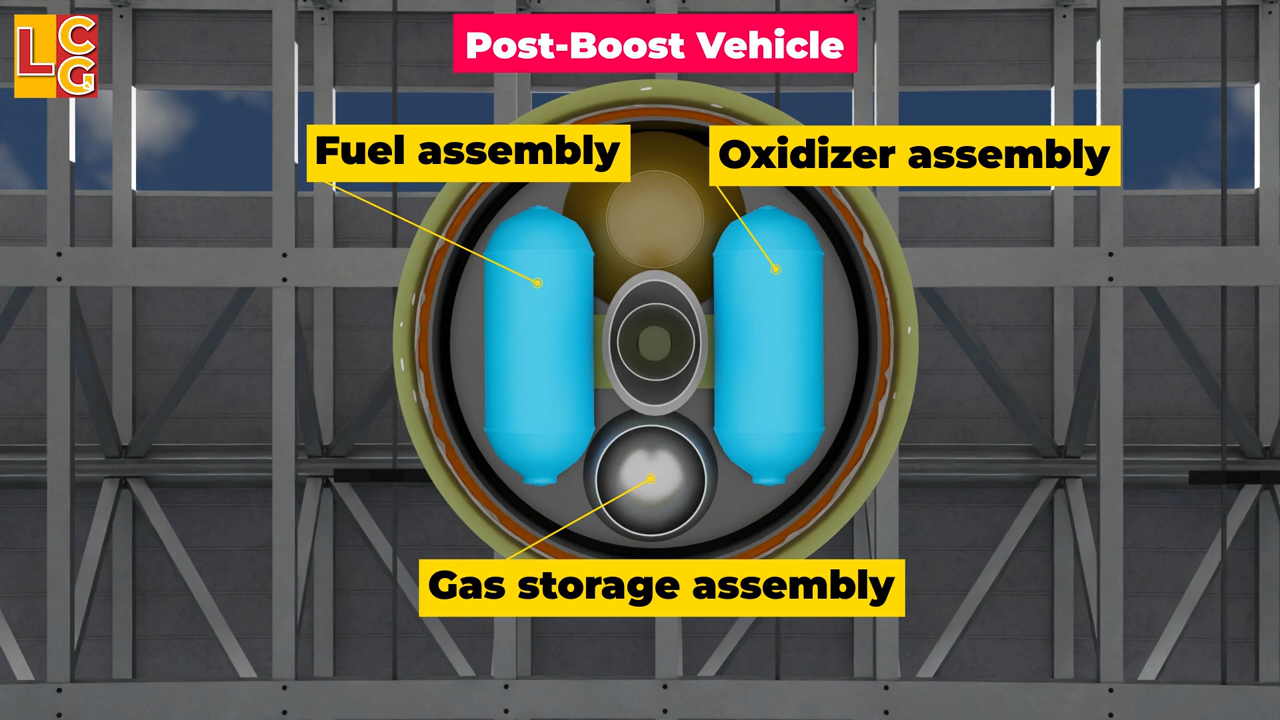 LCG
Post-Boost Vehicle
Fuel assembly
Oxidizer assembly
Gas storage assembly